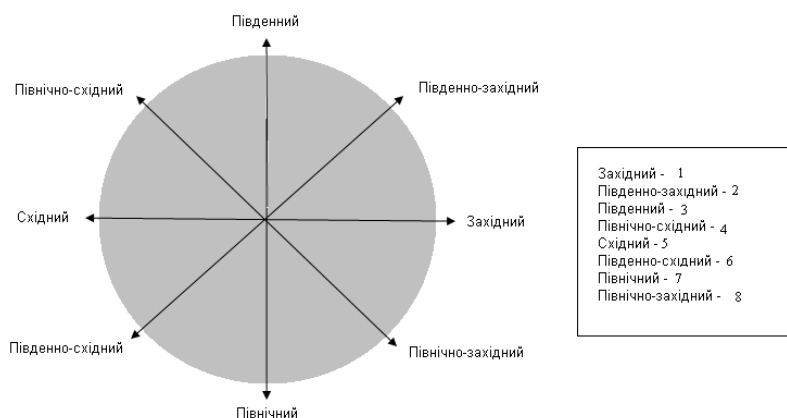 Південний
Північно-східний
Південно-західний
Східний
Західний
Південно-східний
Північно-західний
Північний
Західний - 1
Південно-західний - 2
Південний - 3
Північно-східний - 4
Східний - 5
Південно-східний - 6
Північний - 7
Північно-західний - 8